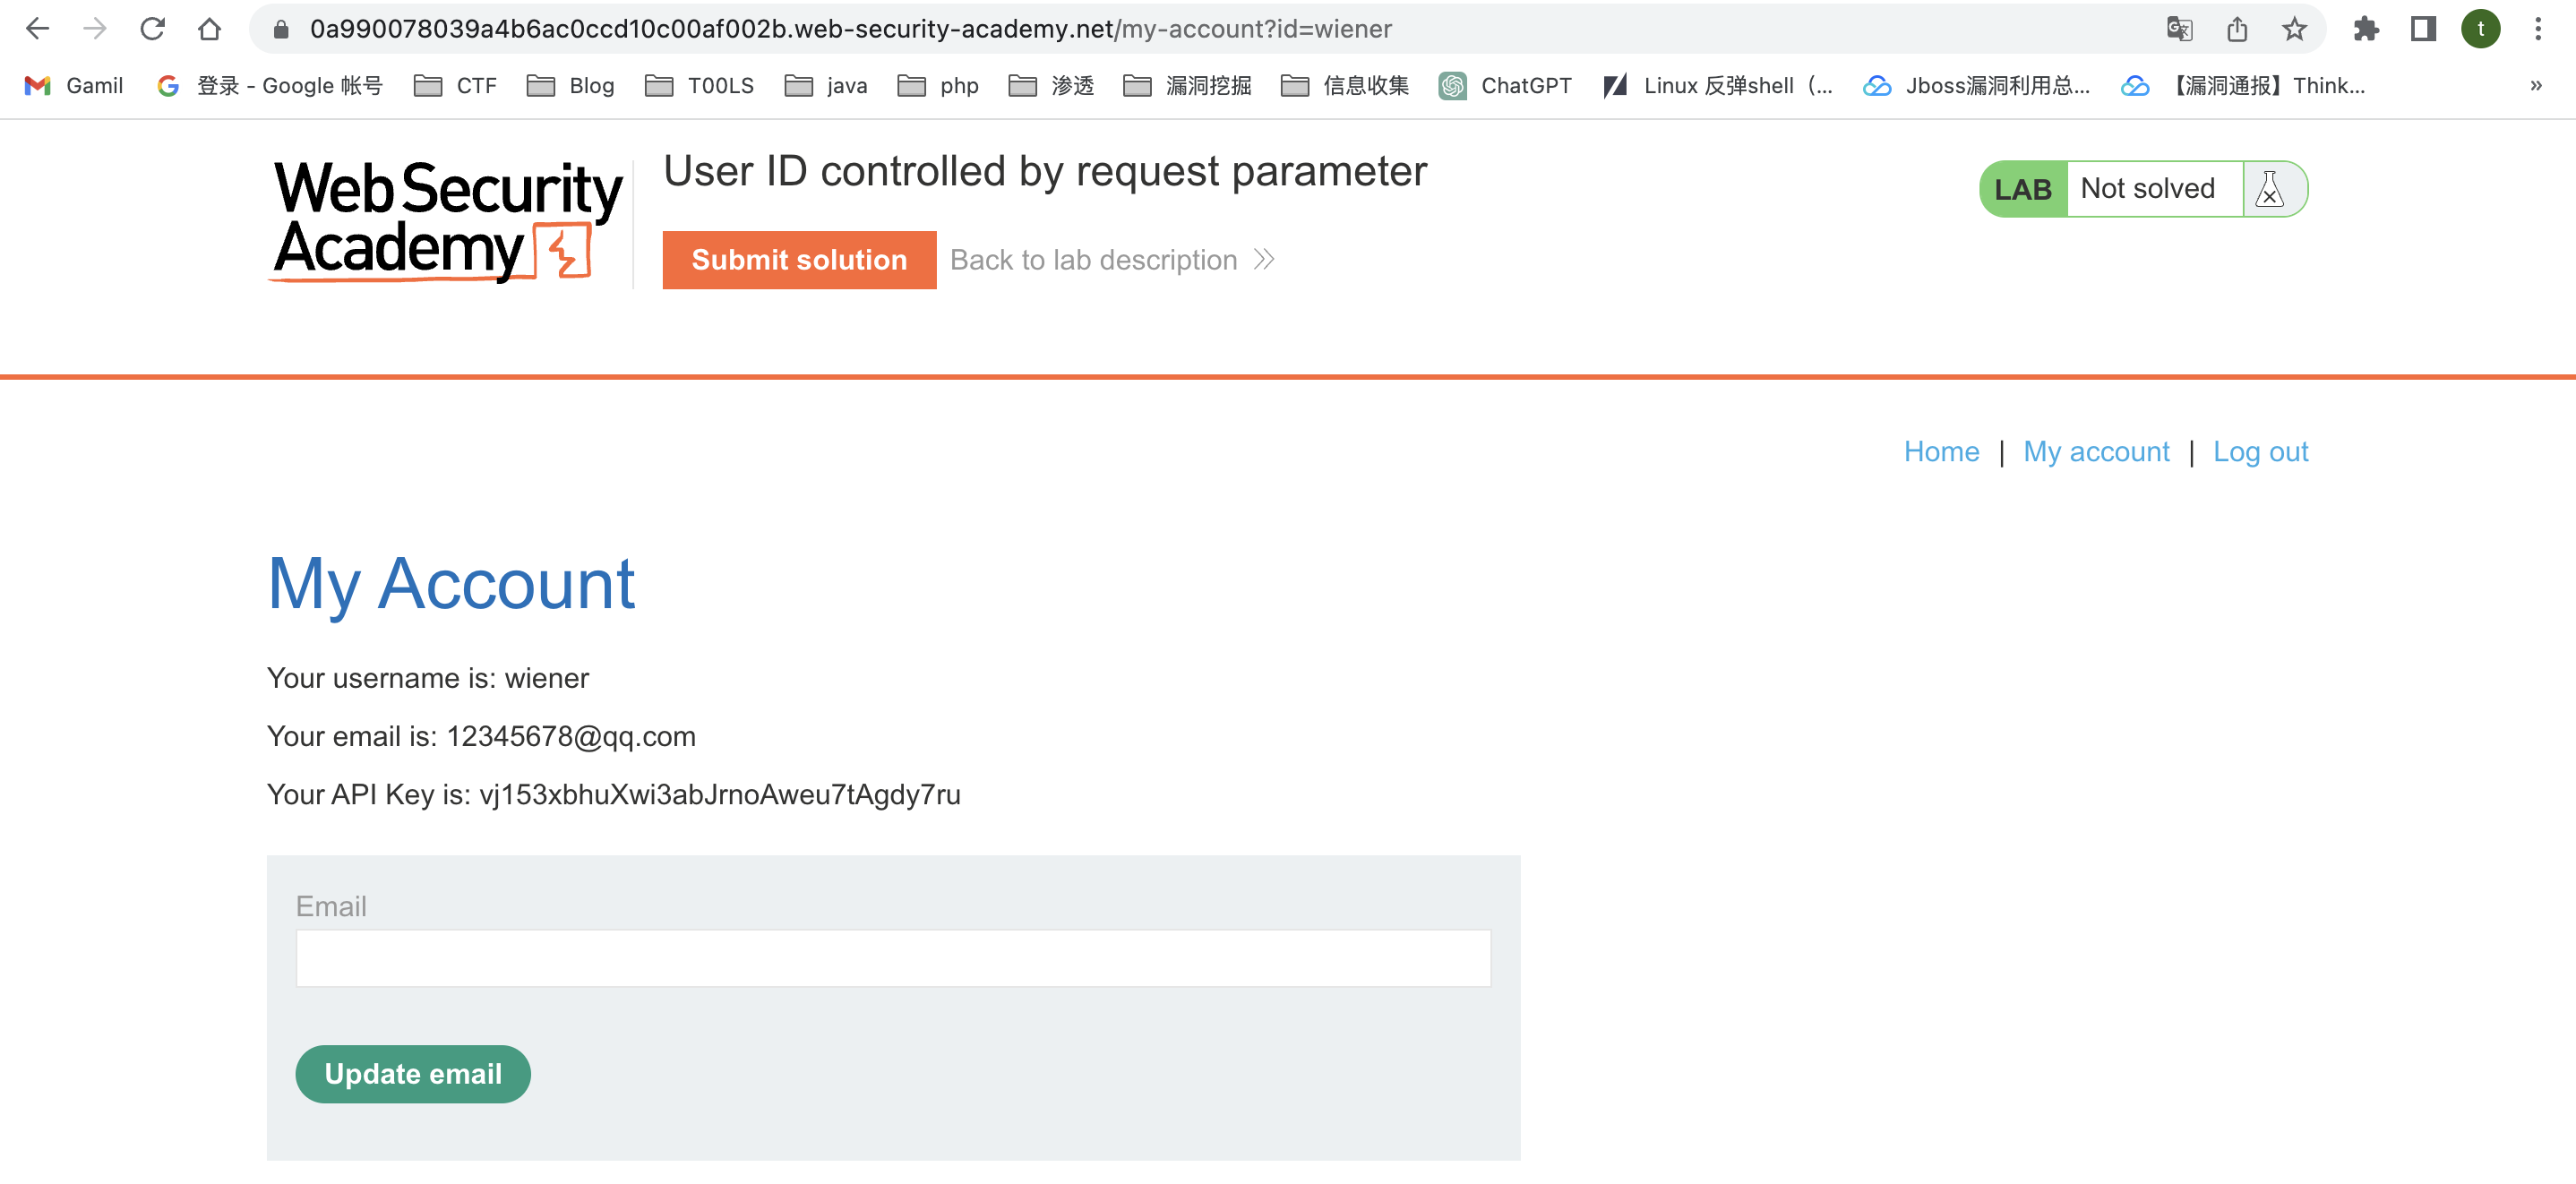 0a990078039a4b6ac0ccd10c00af002b.web-security-academy.net/my-account?id=wiener
t
Gamil 登录 - Google 帐号 CTF Blog T00LS java php 渗透 漏洞挖掘 信息收集 ChatGPT Linux 反弹shell（... Jboss漏洞利用总... 【漏洞通报】Think... »
Web Security
Academy
User ID controlled by request parameter
Submit solution
Back to lab description
LAB Not solved
Home | My account | Log out
My Account
Your username is: wiener
Your email is: 12345678@qq.com
Your API Key is: vj153xbhuXwi3abJrnoAweu7tAgdy7ru
Email
Update email